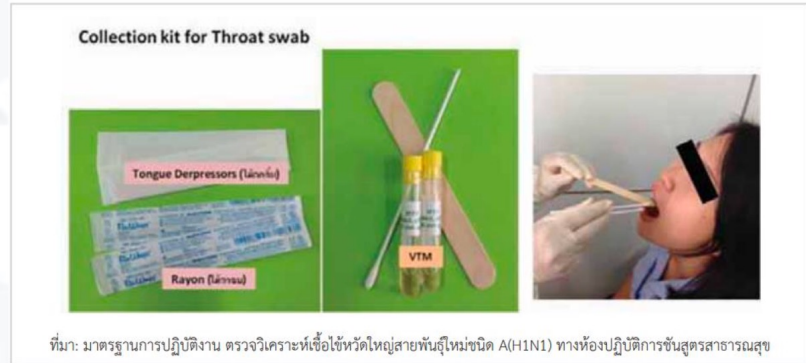 Collection kit for Throat swab
Tongue Derpressors (ไม้กดลิ้น)
Rayon (ไม้เรยอน)
VTM
ที่มา: มาตรฐานการปฏิบัติงาน ตรวจวิเคราะห์เชื้อไข้หวัดใหญ่สายพันธุ์ใหม่ชนิด A(H1N1) ทางห้องปฏิบัติการชันสูตรสาธารณสุข